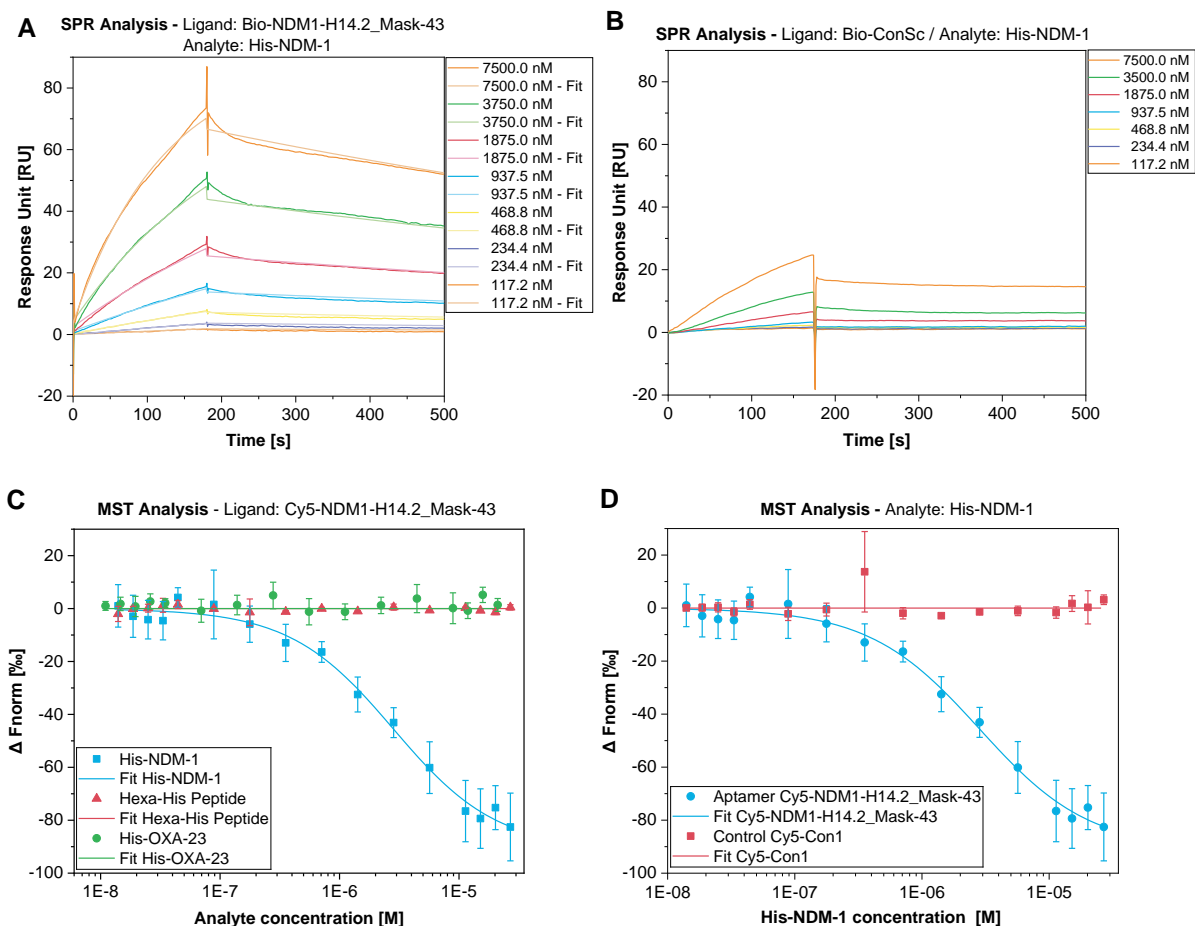 A
SPR Analysis - Ligand: Bio-NDM1-H14.2_Mask-43
Analyte: His-NDM-1
Response Unit [RU]
80
60
40
20
0
-20
0 100 200 300 400 500
Time [s]
7500.0 nM
7500.0 nM - Fit
3750.0 nM
3750.0 nM - Fit
1875.0 nM
1875.0 nM - Fit
937.5 nM
937.5 nM - Fit
468.8 nM
468.8 nM - Fit
234.4 nM
234.4 nM - Fit
117.2 nM
117.2 nM - Fit
B
SPR Analysis - Ligand: Bio-ConSc / Analyte: His-NDM-1
Response Unit [RU]
80
60
40
20
0
-20
0 100 200 300 400 500
Time [s]
7500.0 nM
3500.0 nM
1875.0 nM
937.5 nM
468.8 nM
234.4 nM
117.2 nM
C
MST Analysis - Ligand: Cy5-NDM1-H14.2_Mask-43
Δ Fnorm [‰]
20
0
-20
-40
-60
-80
-100
His-NDM-1
Fit His-NDM-1
Hexa-His Peptide
Fit Hexa-His Peptide
His-OXA-23
Fit His-OXA-23
1E-8 1E-7 1E-6 1E-5
Analyte concentration [M]
D
MST Analysis - Analyte: His-NDM-1
Δ Fnorm [‰]
20
0
-20
-40
-60
-80
-100
Aptamer Cy5-NDM1-H14.2_Mask-43
Fit Cy5-NDM1-H14.2_Mask-43
Control Cy5-Con1
Fit Cy5-Con1
1E-08 1E-07 1E-06 1E-05
His-NDM-1 concentration [M]